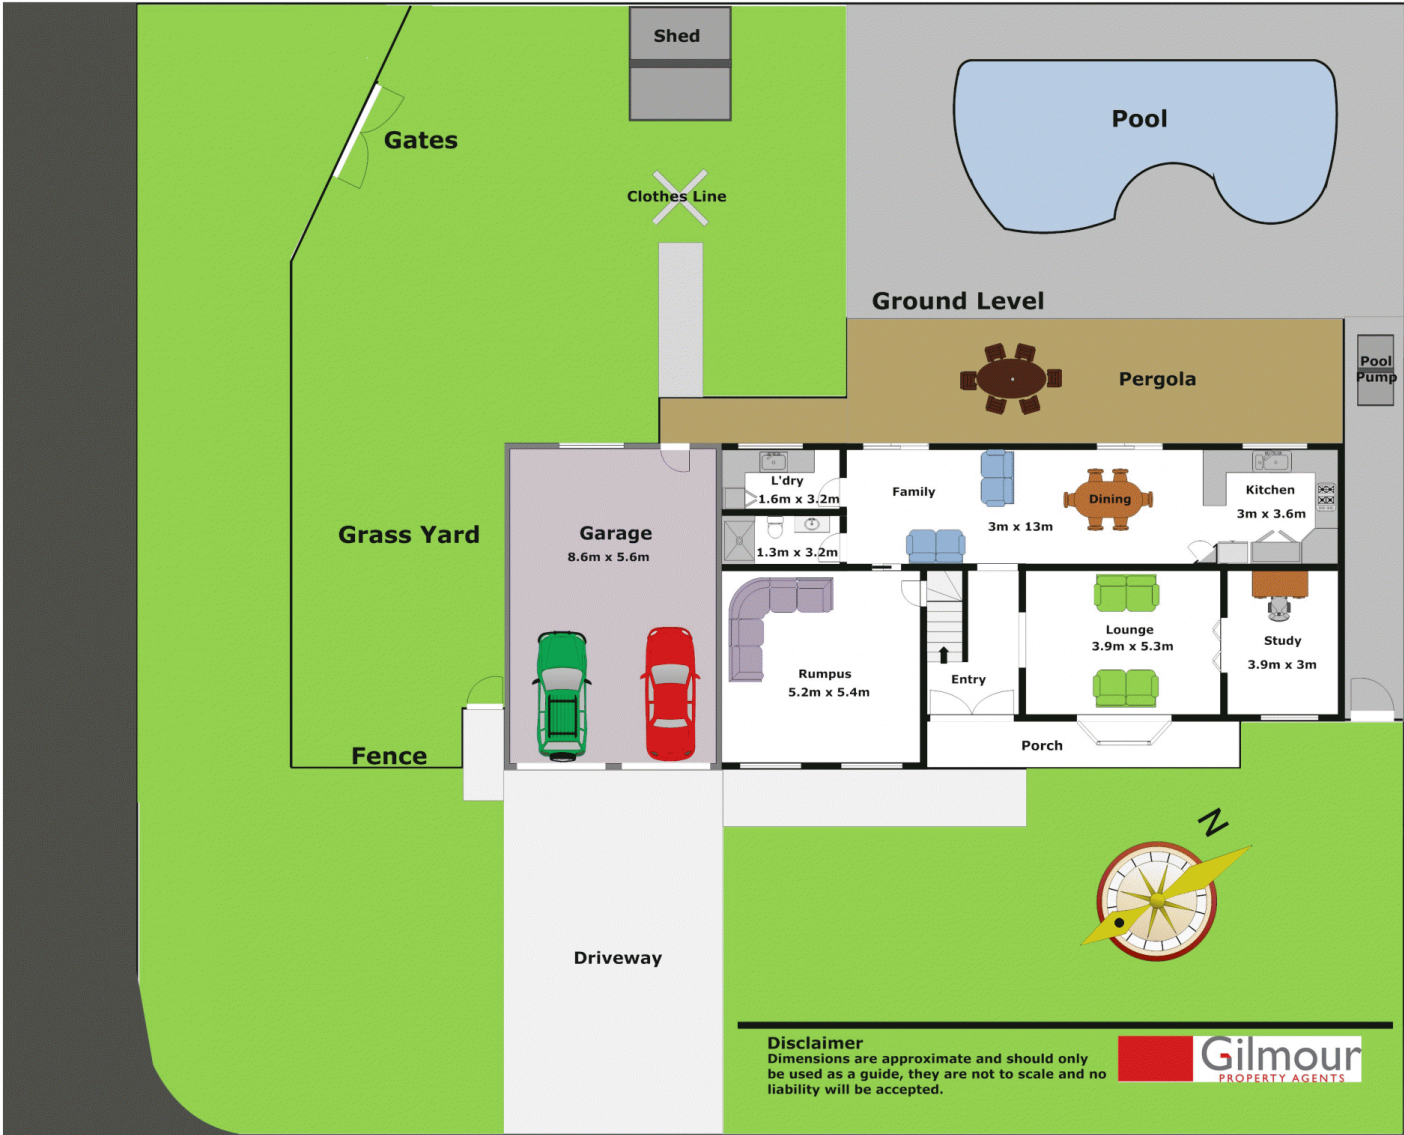 Shed
Gates
Pool
Clothes Line
Ground Level
Pergola
Pool
Pump
L'dry
1.6m x 3.2m
Family
Dining
Kitchen
3m x 3.6m
3m x 13m
Grass Yard
Garage
8.6m x 5.6m
1.3m x 3.2m
Lounge
3.9m x 5.3m
Study
3.9m x 3m
Rumpus
5.2m x 5.4m
Entry
Fence
Porch
N
Driveway
Disclaimer
Dimensions are approximate and should only
be used as a guide, they are not to scale and no
liability will be accepted.
Gilmour
PROPERTY AGENTS